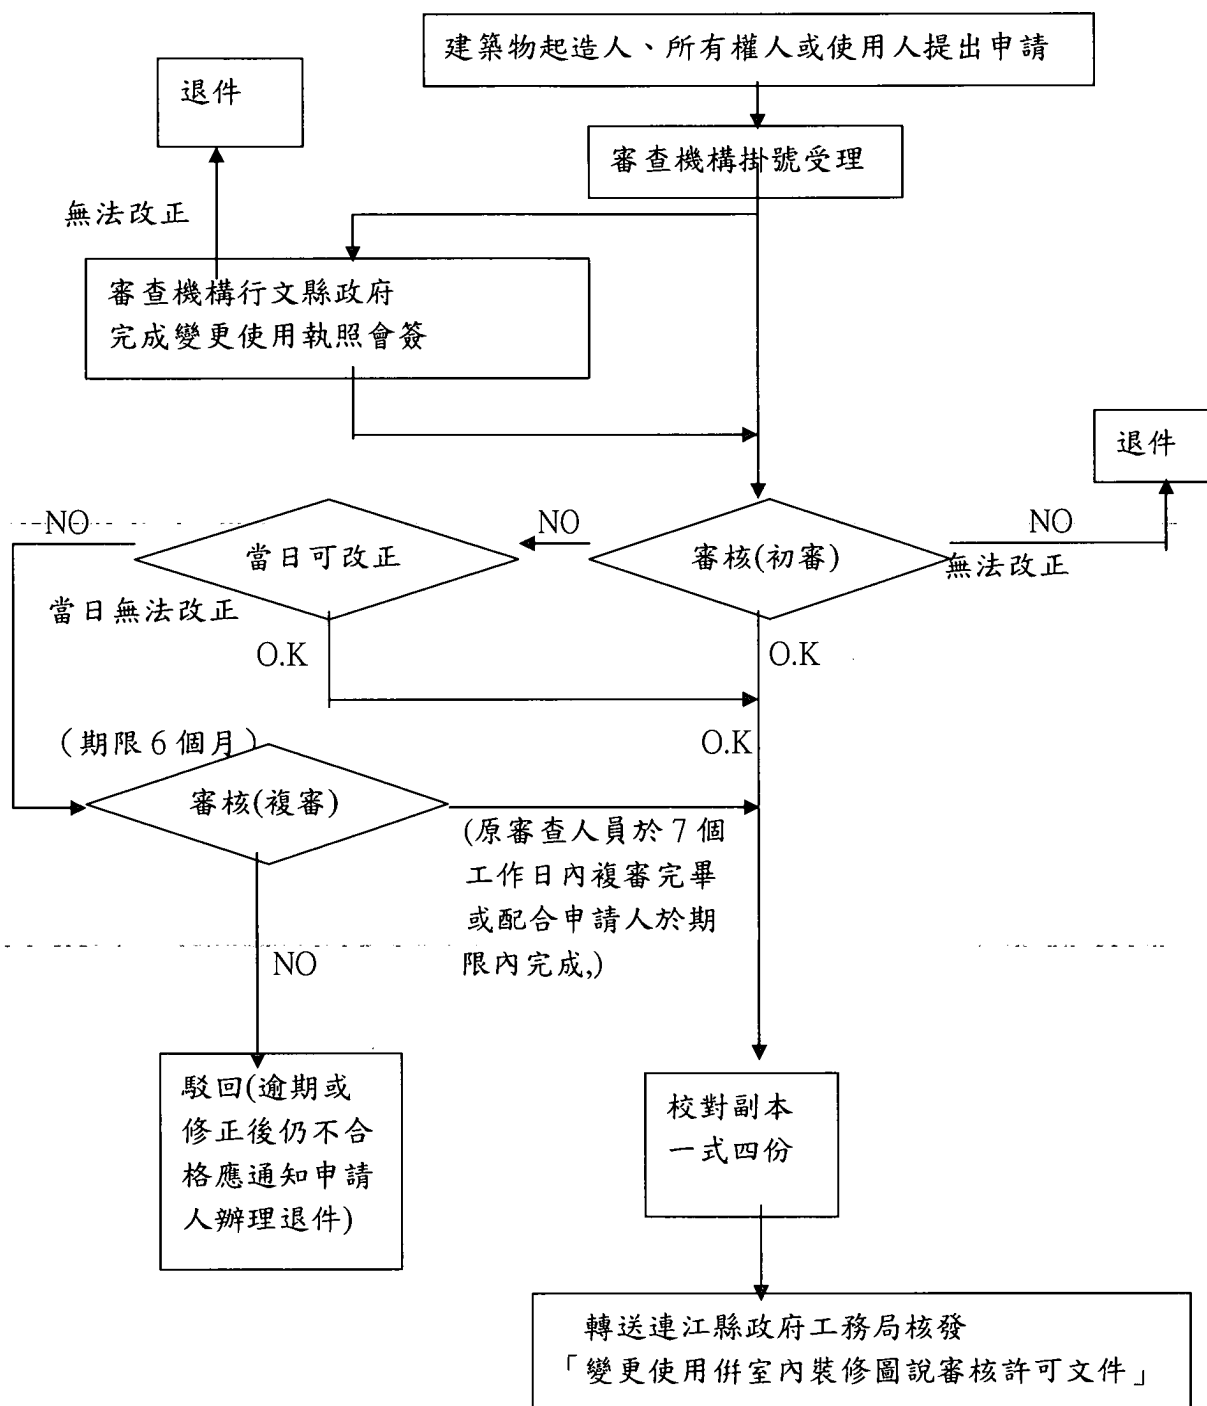 建築物起造人、所有權人或使用人提出申請
退件
審查機構掛號受理
無法改正
審查機構行文縣政府
完成變更使用執照會簽
退件
NO
當日可改正
NO
審核(初審)
NO
無法改正
當日無法改正
O.K
O.K
（期限6個月）
O.K
審核(複審)
(原審查人員於7個
工作日內複審完畢
或配合申請人於期
限內完成,)
NO
駁回(逾期或
修正後仍不合
格應通知申請
人辦理退件)
校對副本
一式四份
轉送連江縣政府工務局核發
「變更使用併室內裝修圖說審核許可文件」